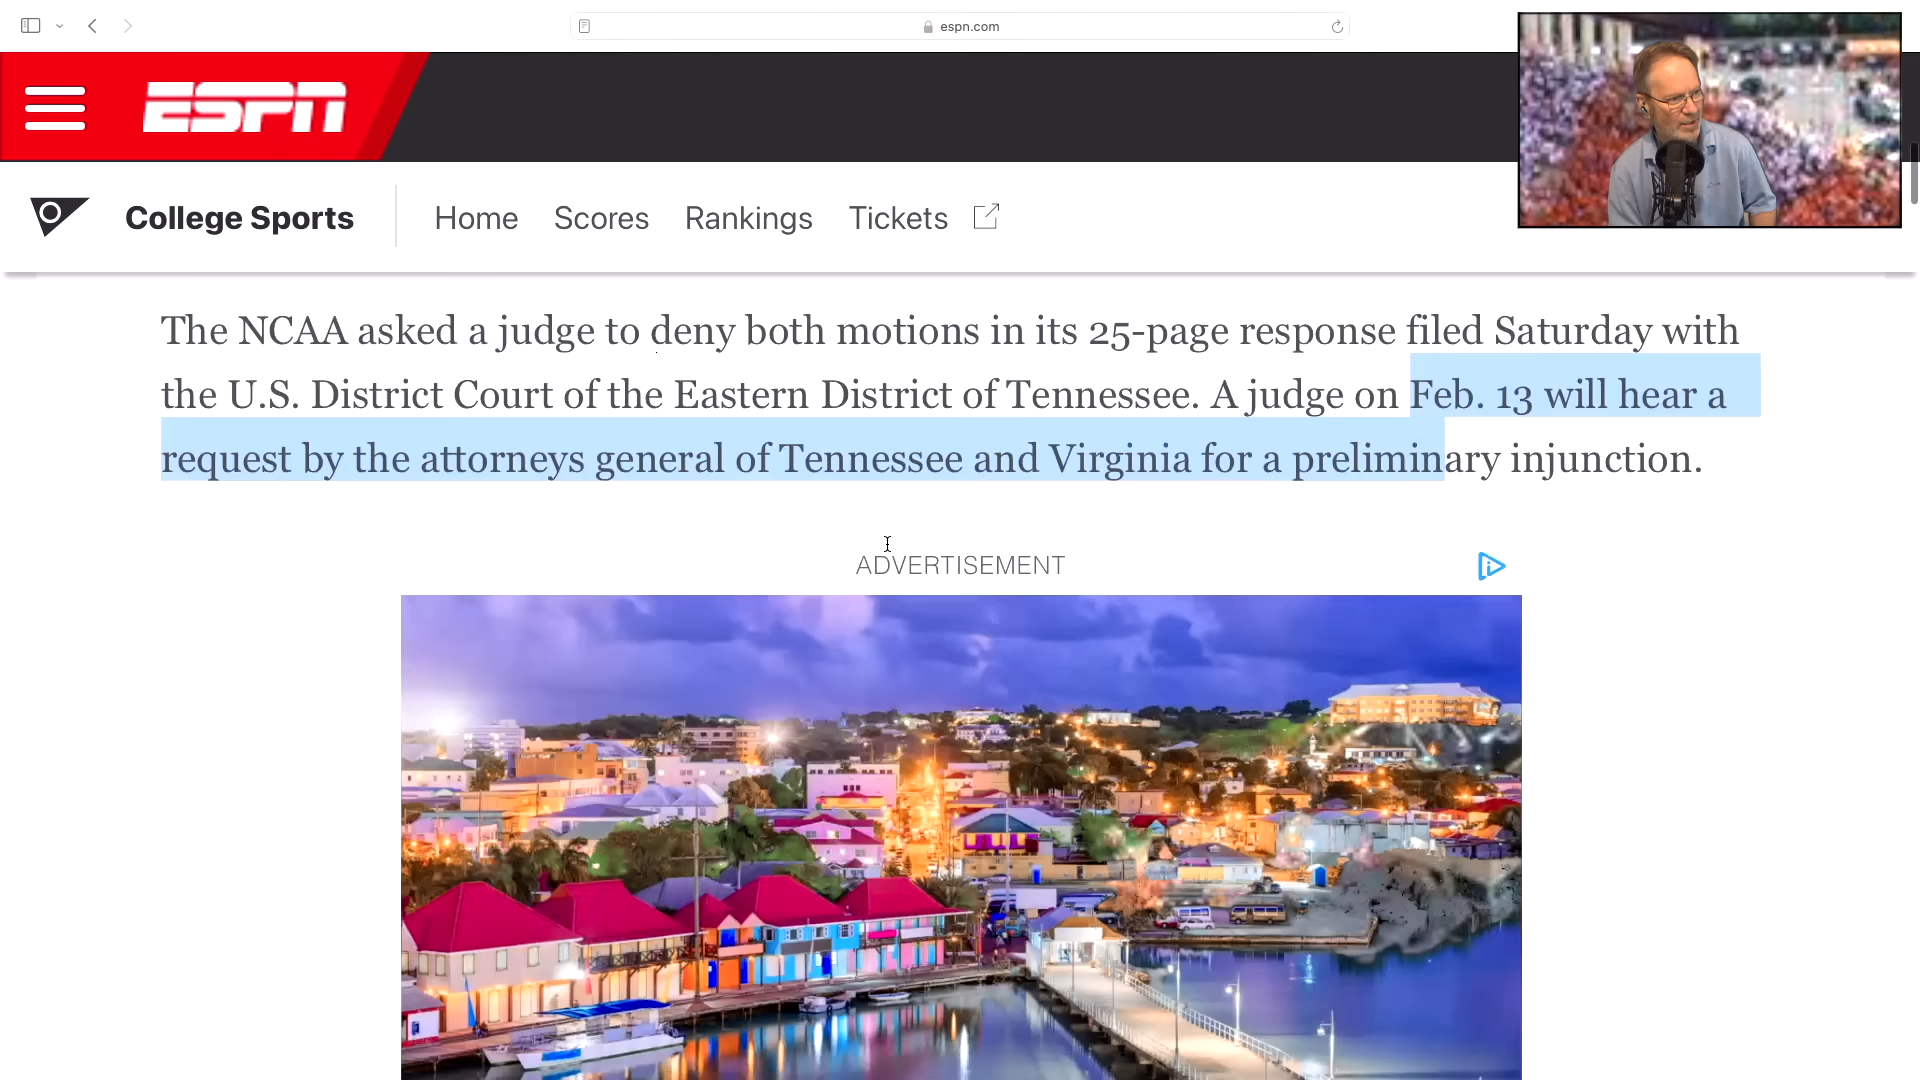 espn.com
ESPN
College Sports
Home Scores Rankings Tickets
The NCAA asked a judge to deny both motions in its 25-page response filed Saturday with
the U.S. District Court of the Eastern District of Tennessee. A judge on Feb. 13 will hear a
request by the attorneys general of Tennessee and Virginia for a preliminary injunction.
ADVERTISEMENT